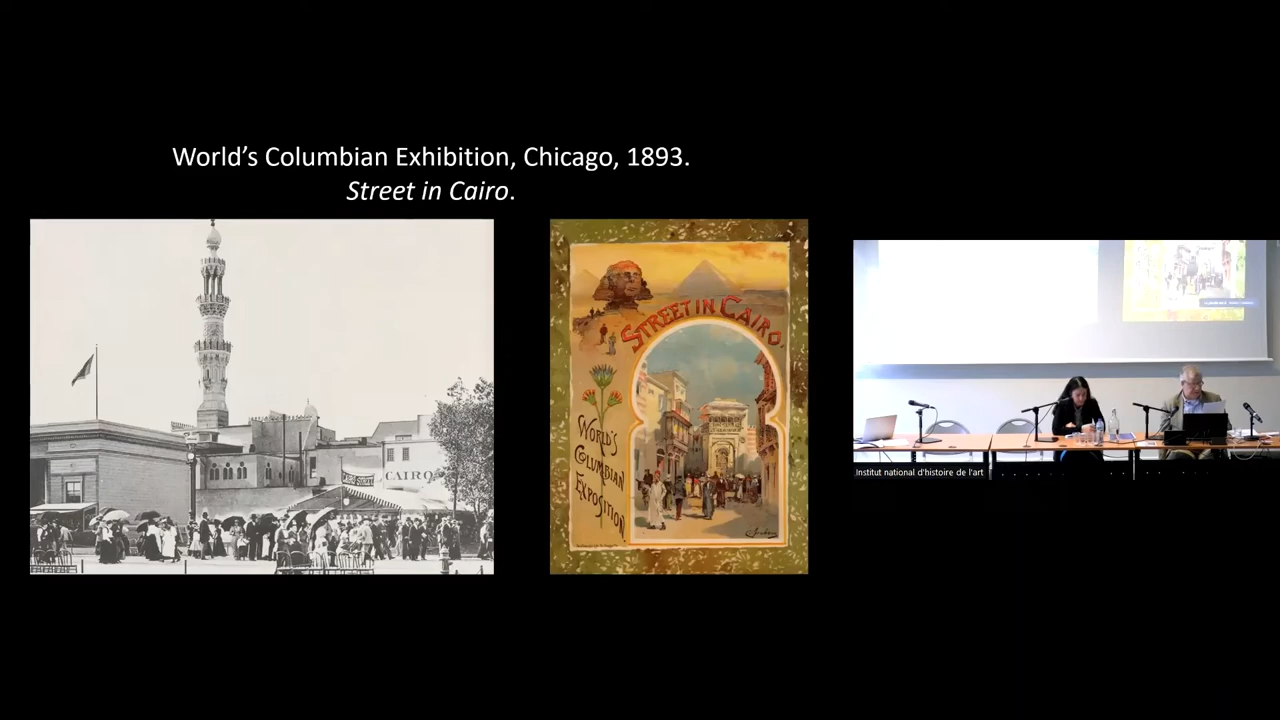 World’s Columbian Exhibition, Chicago, 1893.
Street in Cairo.
CAIRO
STREET IN CAIRO.
WORLD'S
COLUMBIAN
EXPOSITION.
Institut national d'histoire de l'art